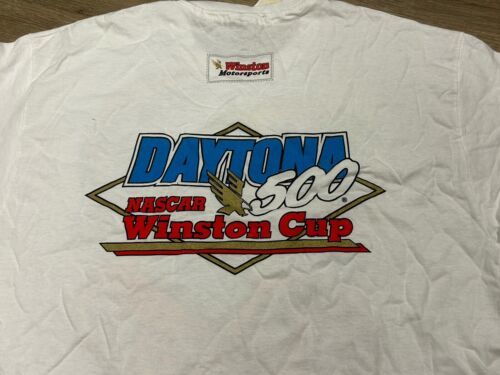 Winston
Motorsports
DAYTONA
500®
NASCAR
Winston Cup